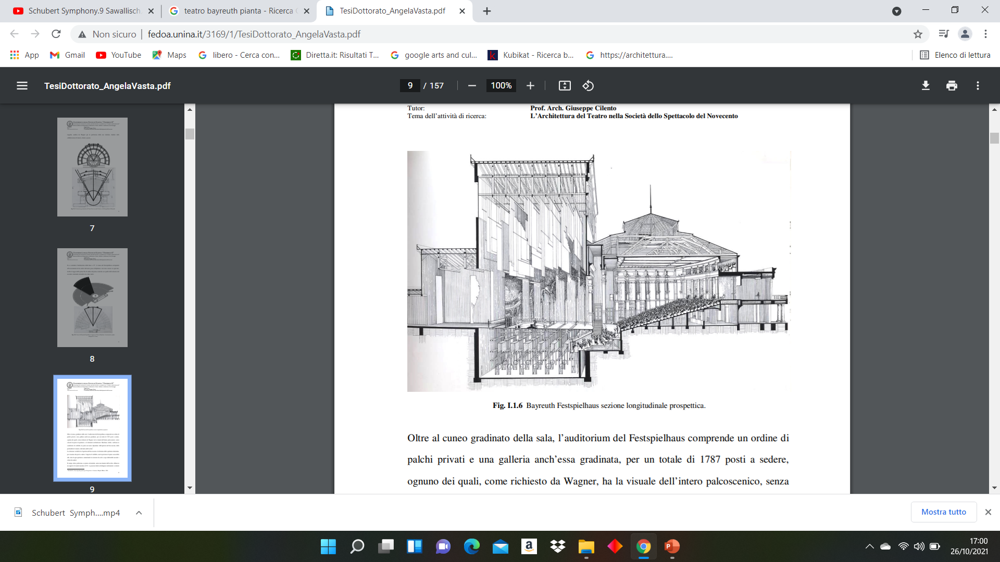 Schubert Symphony.9 Sawallisch
teatro bayreuth pianta - Ricerca
TesiDottorato_AngelaVasta.pdf
Non sicuro
fedoa.unina.it/3169/1/TesiDottorato_AngelaVasta.pdf
App
Gmail
YouTube
Maps
libero - Cerca con...
Diretta.it: Risultati T...
google arts and cul...
Kubikat - Ricerca b...
https://architettura....
Elenco di lettura
TesiDottorato_AngelaVasta.pdf
9 / 157
100%
7
8
9
Tutor: Prof. Arch. Giuseppe Cilento
Tema dell'attività di ricerca: L'Architettura del Teatro nella Società dello Spettacolo del Novecento
Fig. I.1.6 Bayreuth Festspielhaus sezione longitudinale prospettica.
Oltre al cuneo gradinato della sala, l'auditorium del Festspielhaus comprende un ordine di
palchi privati e una galleria anch'essa gradinata, per un totale di 1787 posti a sedere,
ognuno dei quali, come richiesto da Wagner, ha la visuale dell'intero palcoscenico, senza
Schubert Symph....mp4
Mostra tutto
17:00
26/10/2021